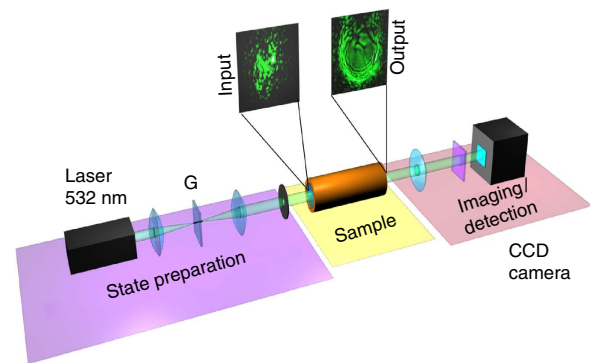 Input
Output
Laser
532 nm
G
State preparation
Sample
Imaging/
detection
CCD
camera